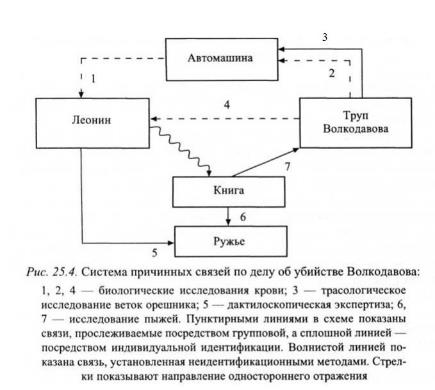 3
Автомашина
1
2
4
Леонин
Труп
Волкодавова
7
Книга
6
5
Ружье
Рис. 25.4. Система причинных связей по делу об убийстве Волкодавова:
1, 2, 4 — биологические исследования крови; 3 — трасологическое
исследование веток орешника; 5 — дактилоскопическая экспертиза; 6,
7 — исследование пыжей. Пунктирными линиями в схеме показаны
связи, прослеживаемые посредством групповой, а сплошной линией —
посредством индивидуальной идентификации. Волнистой линией по-
казана связь, установленная неидентификационными методами. Стрел-
ки показывают направление одностороннего отражения